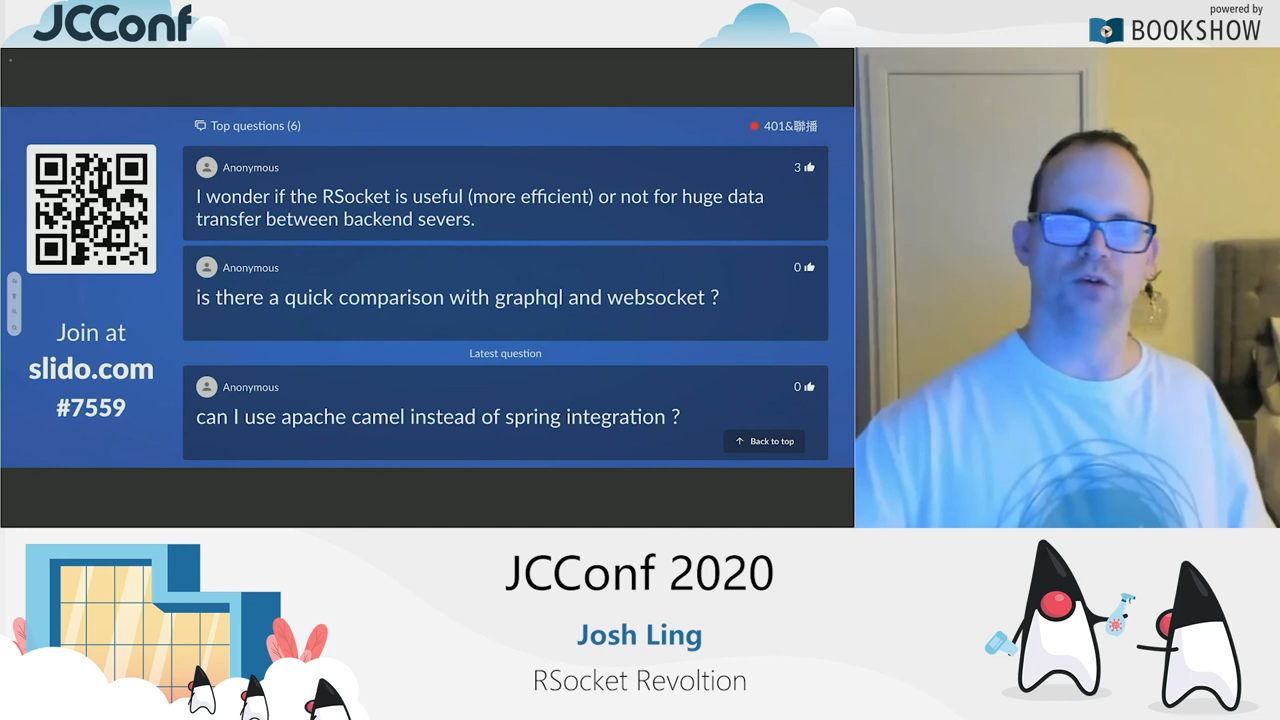 JCConf
powered by
BOOKSHOW
Top questions (6)
401&聯播
Anonymous
3
I wonder if the RSocket is useful (more efficient) or not for huge data
transfer between backend severs.
Anonymous
0
is there a quick comparison with graphql and websocket ?
Join at
slido.com
#7559
Latest question
Anonymous
0
can I use apache camel instead of spring integration ?
Back to top
JCConf 2020
Josh Ling
RSocket Revoltion